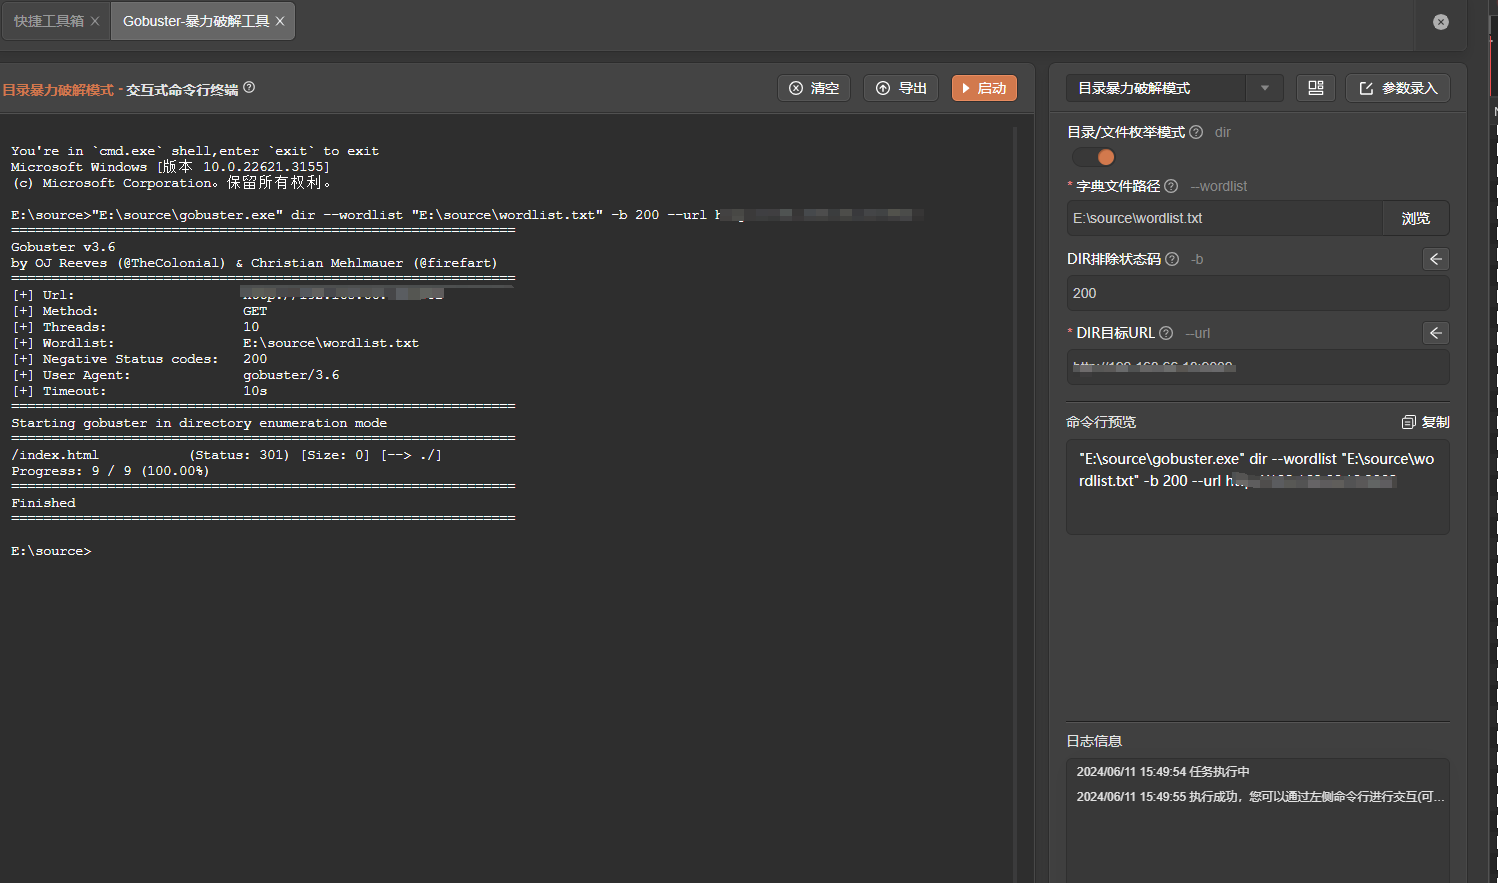 快捷工具箱
Gobuster-暴力破解工具
目录暴力破解模式 - 交互式命令行终端
清空
导出
启动
You're in `cmd.exe` shell,enter `exit` to exit
Microsoft Windows [版本 10.0.22621.3155]
(c) Microsoft Corporation。保留所有权利。
E:\source>"E:\source\gobuster.exe" dir --wordlist "E:\source\wordlist.txt" -b 200 --url
===============================================================
Gobuster v3.6
by OJ Reeves (@TheColonial) & Christian Mehlmauer (@firefart)
===============================================================
[+] Url:
[+] Method: GET
[+] Threads: 10
[+] Wordlist: E:\source\wordlist.txt
[+] Negative Status codes: 200
[+] User Agent: gobuster/3.6
[+] Timeout: 10s
===============================================================
Starting gobuster in directory enumeration mode
===============================================================
/index.html (Status: 301) [Size: 0] [--> ./]
Progress: 9 / 9 (100.00%)
===============================================================
Finished
===============================================================
E:\source>
目录暴力破解模式
参数录入
目录/文件枚举模式 dir
* 字典文件路径 --wordlist
E:\source\wordlist.txt
浏览
DIR排除状态码 -b
200
* DIR目标URL --url
命令行预览
复制
"E:\source\gobuster.exe" dir --wordlist "E:\source\wo
rdlist.txt" -b 200 --url
日志信息
2024/06/11 15:49:54 任务执行中
2024/06/11 15:49:55 执行成功，您可以通过左侧命令行进行交互(可...